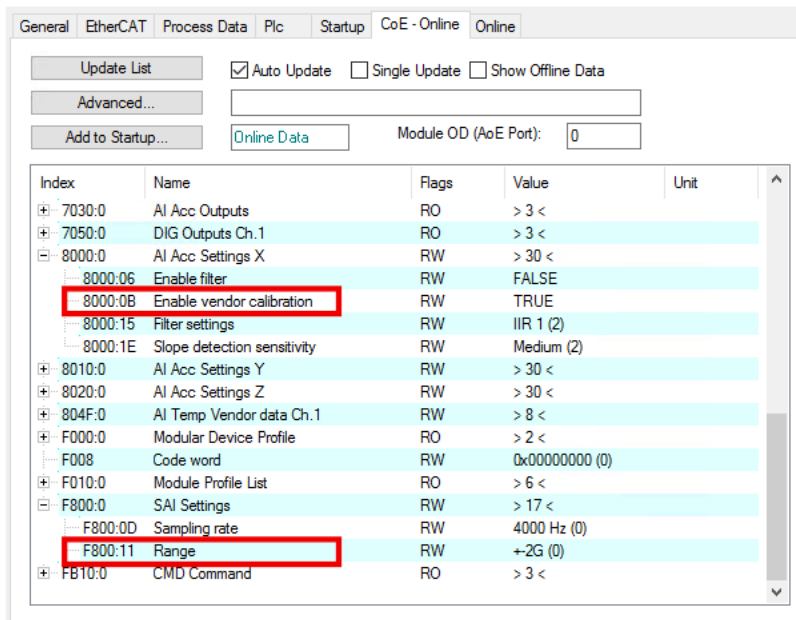 General EtherCAT Process Data Plc Startup CoE - Online Online
Update List Auto Update Single Update Show Offline Data
Advanced...
Add to Startup... Online Data Module OD (AoE Port): 0
Index Name Flags Value Unit
7030:0 AI Acc Outputs RO > 3 <
7050:0 DIG Outputs Ch.1 RO > 3 <
8000:0 AI Acc Settings X RW > 30 <
8000:06 Enable filter RW FALSE
8000:0B Enable vendor calibration RW TRUE
8000:15 Filter settings RW IIR 1 (2)
8000:1E Slope detection sensitivity RW Medium (2)
8010:0 AI Acc Settings Y RW > 30 <
8020:0 AI Acc Settings Z RW > 30 <
804F:0 AI Temp Vendor data Ch.1 RW > 8 <
F000:0 Modular Device Profile RO > 2 <
F008 Code word RW 0x00000000 (0)
F010:0 Module Profile List RO > 6 <
F800:0 SAI Settings RW > 17 <
F800:0D Sampling rate RW 4000 Hz (0)
F800:11 Range RW +-2G (0)
FB10:0 CMD Command RO > 3 <